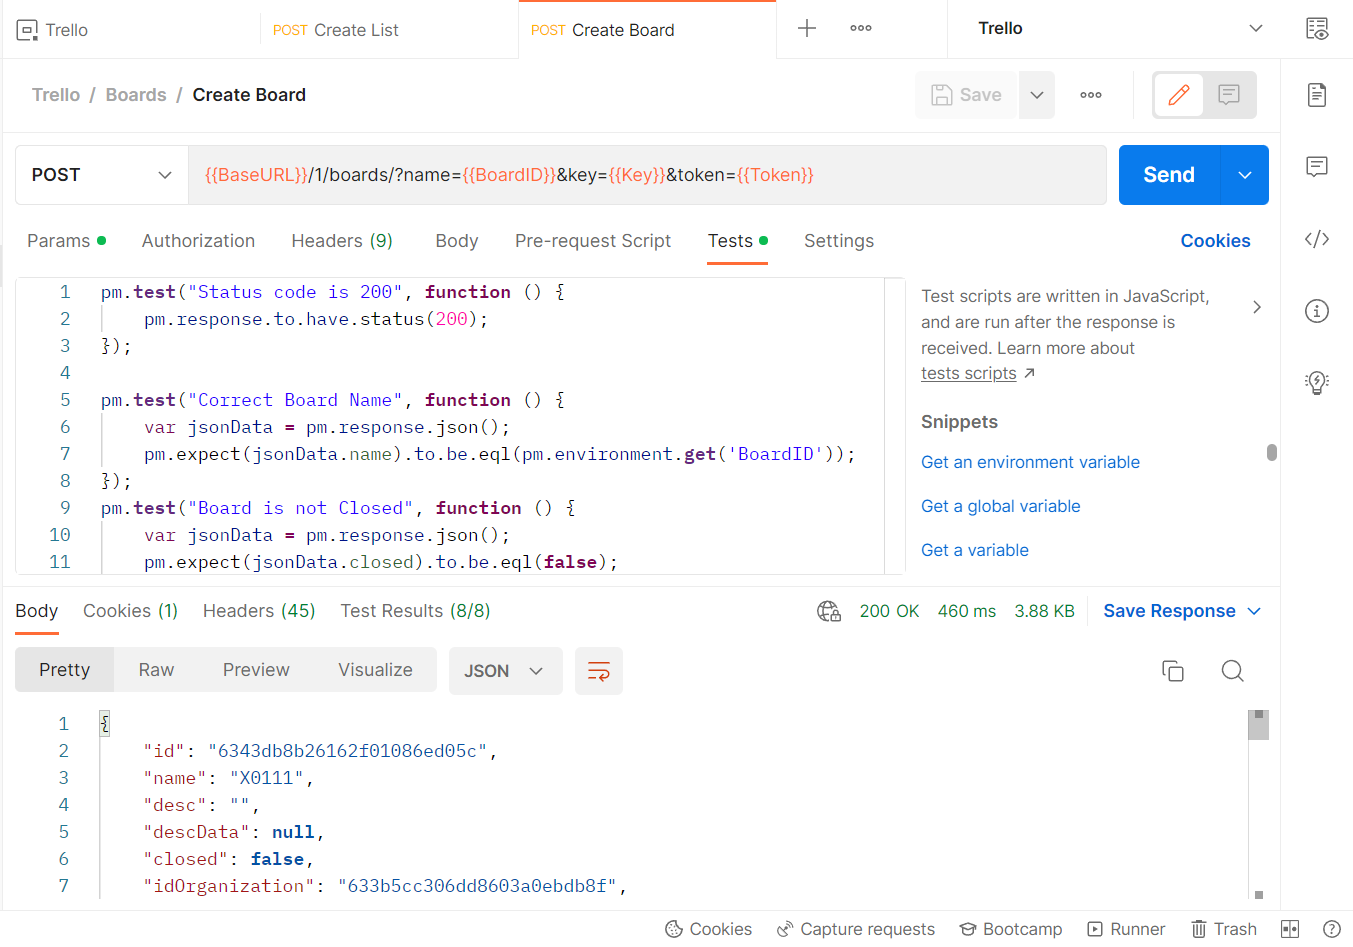 Trello
POST Create List
POST Create Board
Trello
Trello / Boards / Create Board
Save
POST
{{BaseURL}}/1/boards/?name={{BoardID}}&key={{Key}}&token={{Token}}
Send
Params
Authorization
Headers (9)
Body
Pre-request Script
Tests
Settings
Cookies
1 pm.test("Status code is 200", function () {
2 pm.response.to.have.status(200);
3 });
4
5 pm.test("Correct Board Name", function () {
6 var jsonData = pm.response.json();
7 pm.expect(jsonData.name).to.be.eql(pm.environment.get('BoardID'));
8 });
9 pm.test("Board is not Closed", function () {
10 var jsonData = pm.response.json();
11 pm.expect(jsonData.closed).to.be.eql(false);
Test scripts are written in JavaScript,
and are run after the response is
received. Learn more about
tests scripts
Snippets
Get an environment variable
Get a global variable
Get a variable
Body
Cookies (1)
Headers (45)
Test Results (8/8)
200 OK
460 ms
3.88 KB
Save Response
Pretty
Raw
Preview
Visualize
JSON
1 {
2 "id": "6343db8b26162f01086ed05c",
3 "name": "X0111",
4 "desc": "",
5 "descData": null,
6 "closed": false,
7 "idOrganization": "633b5cc306dd8603a0ebdb8f",
Cookies
Capture requests
Bootcamp
Runner
Trash